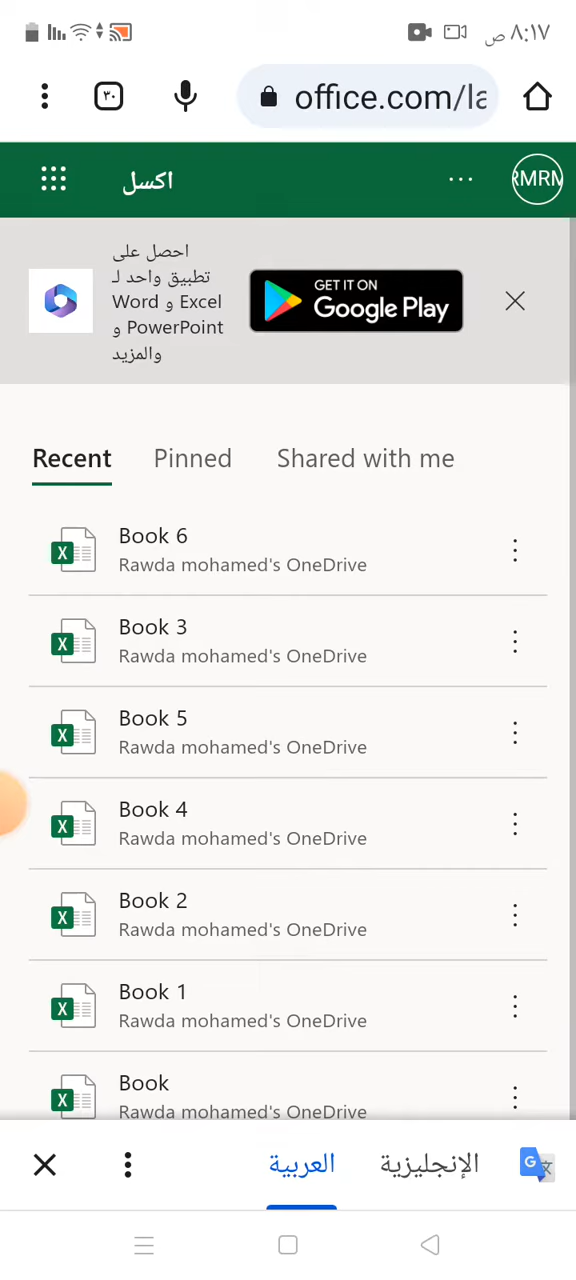 ٨:١٧ ص
٣٠
office.com/la
اكسل
...
RMRM
احصل على
تطبيق واحد لـ
Word و Excel
و PowerPoint
والمزيد
GET IT ON
Google Play
Recent Pinned Shared with me
Book 6
Rawda mohamed's OneDrive
Book 3
Rawda mohamed's OneDrive
Book 5
Rawda mohamed's OneDrive
Book 4
Rawda mohamed's OneDrive
Book 2
Rawda mohamed's OneDrive
Book 1
Rawda mohamed's OneDrive
Book
Rawda mohamed's OneDrive
الإنجليزية العربية